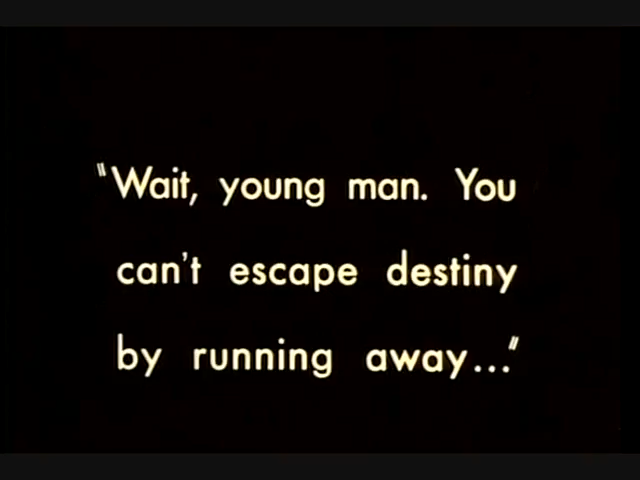 "Wait, young man. You
can't escape destiny
by running away..."